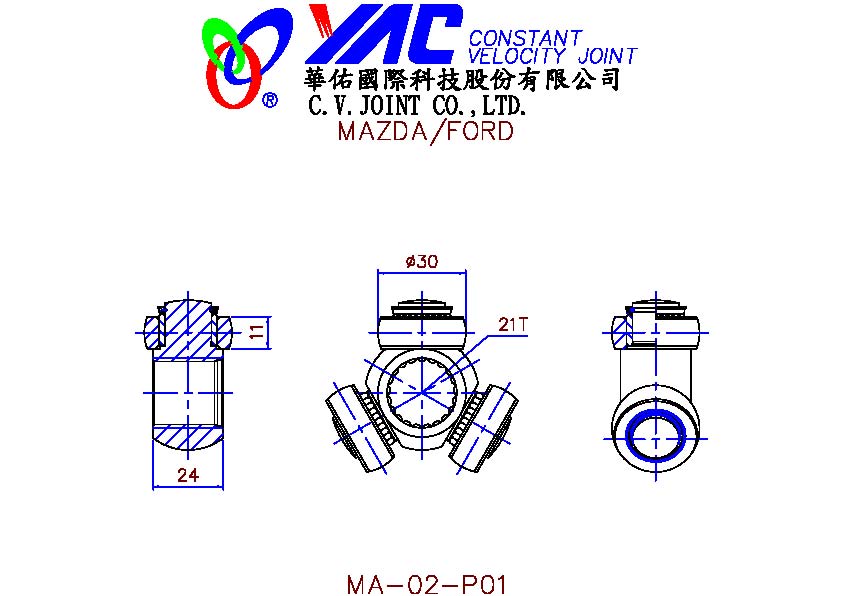 YAC CONSTANT
VELOCITY JOINT
®
華佑國際科技股份有限公司
C.V.JOINT CO.,LTD.
MAZDA/FORD
ø30
21T
11
24
MA-02-P01